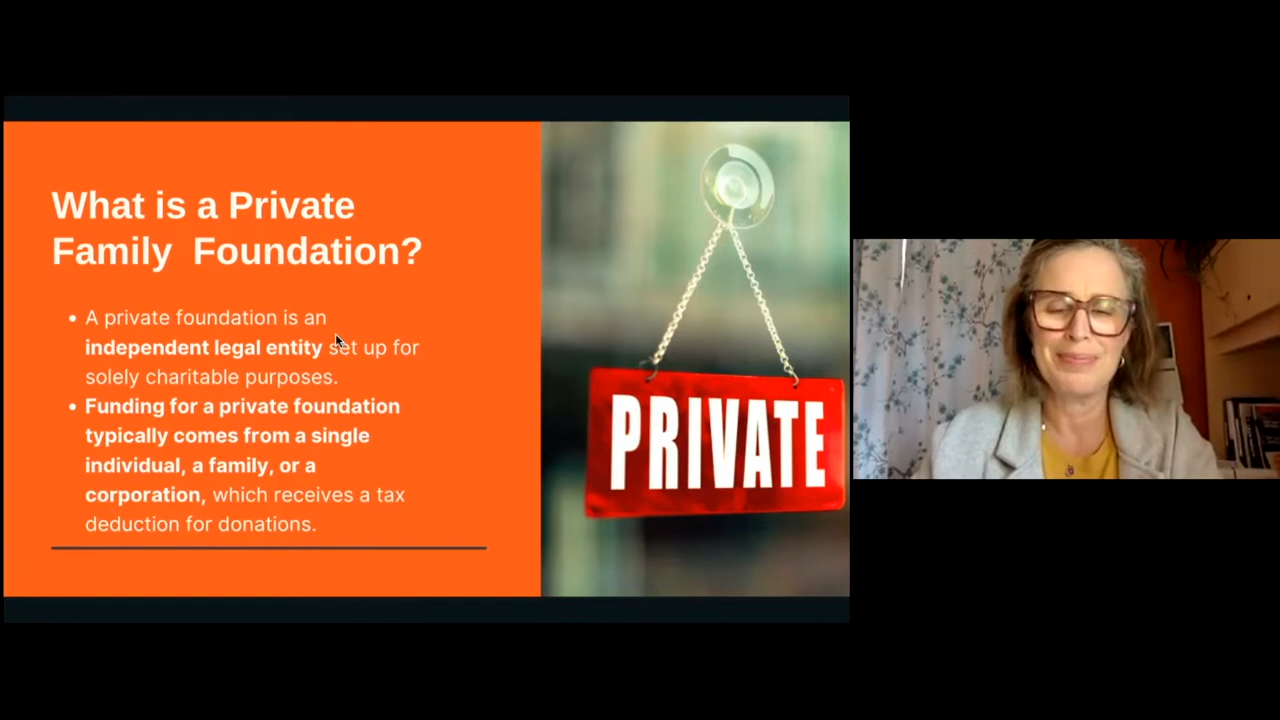 What is a Private
Family Foundation?
• A private foundation is an
independent legal entity set up for
solely charitable purposes.
• Funding for a private foundation
typically comes from a single
individual, a family, or a
corporation, which receives a tax
deduction for donations.
PRIVATE